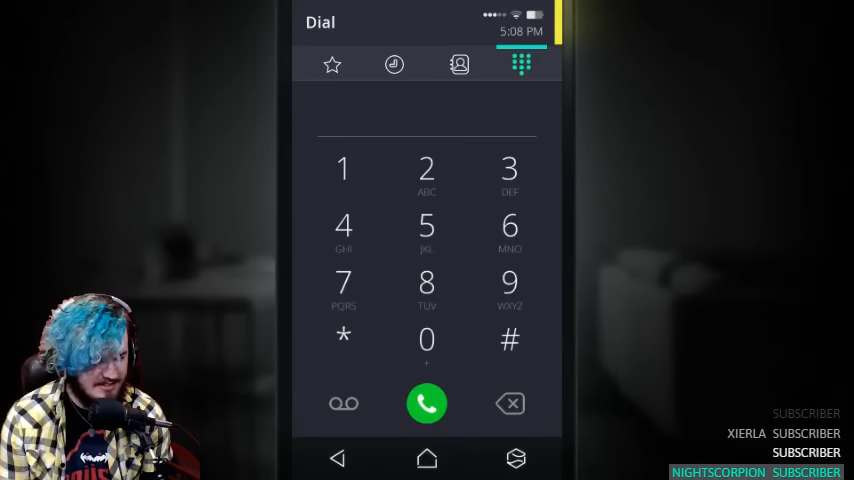 Dial
5:08 PM
1 2 3
ABC DEF
4 5 6
GHI JKL MNO
7 8 9
PQRS TUV WXYZ
* 0 #
+
SUBSCRIBER
XIERLA SUBSCRIBER
SUBSCRIBER
NIGHTSCORPION SUBSCRIBER